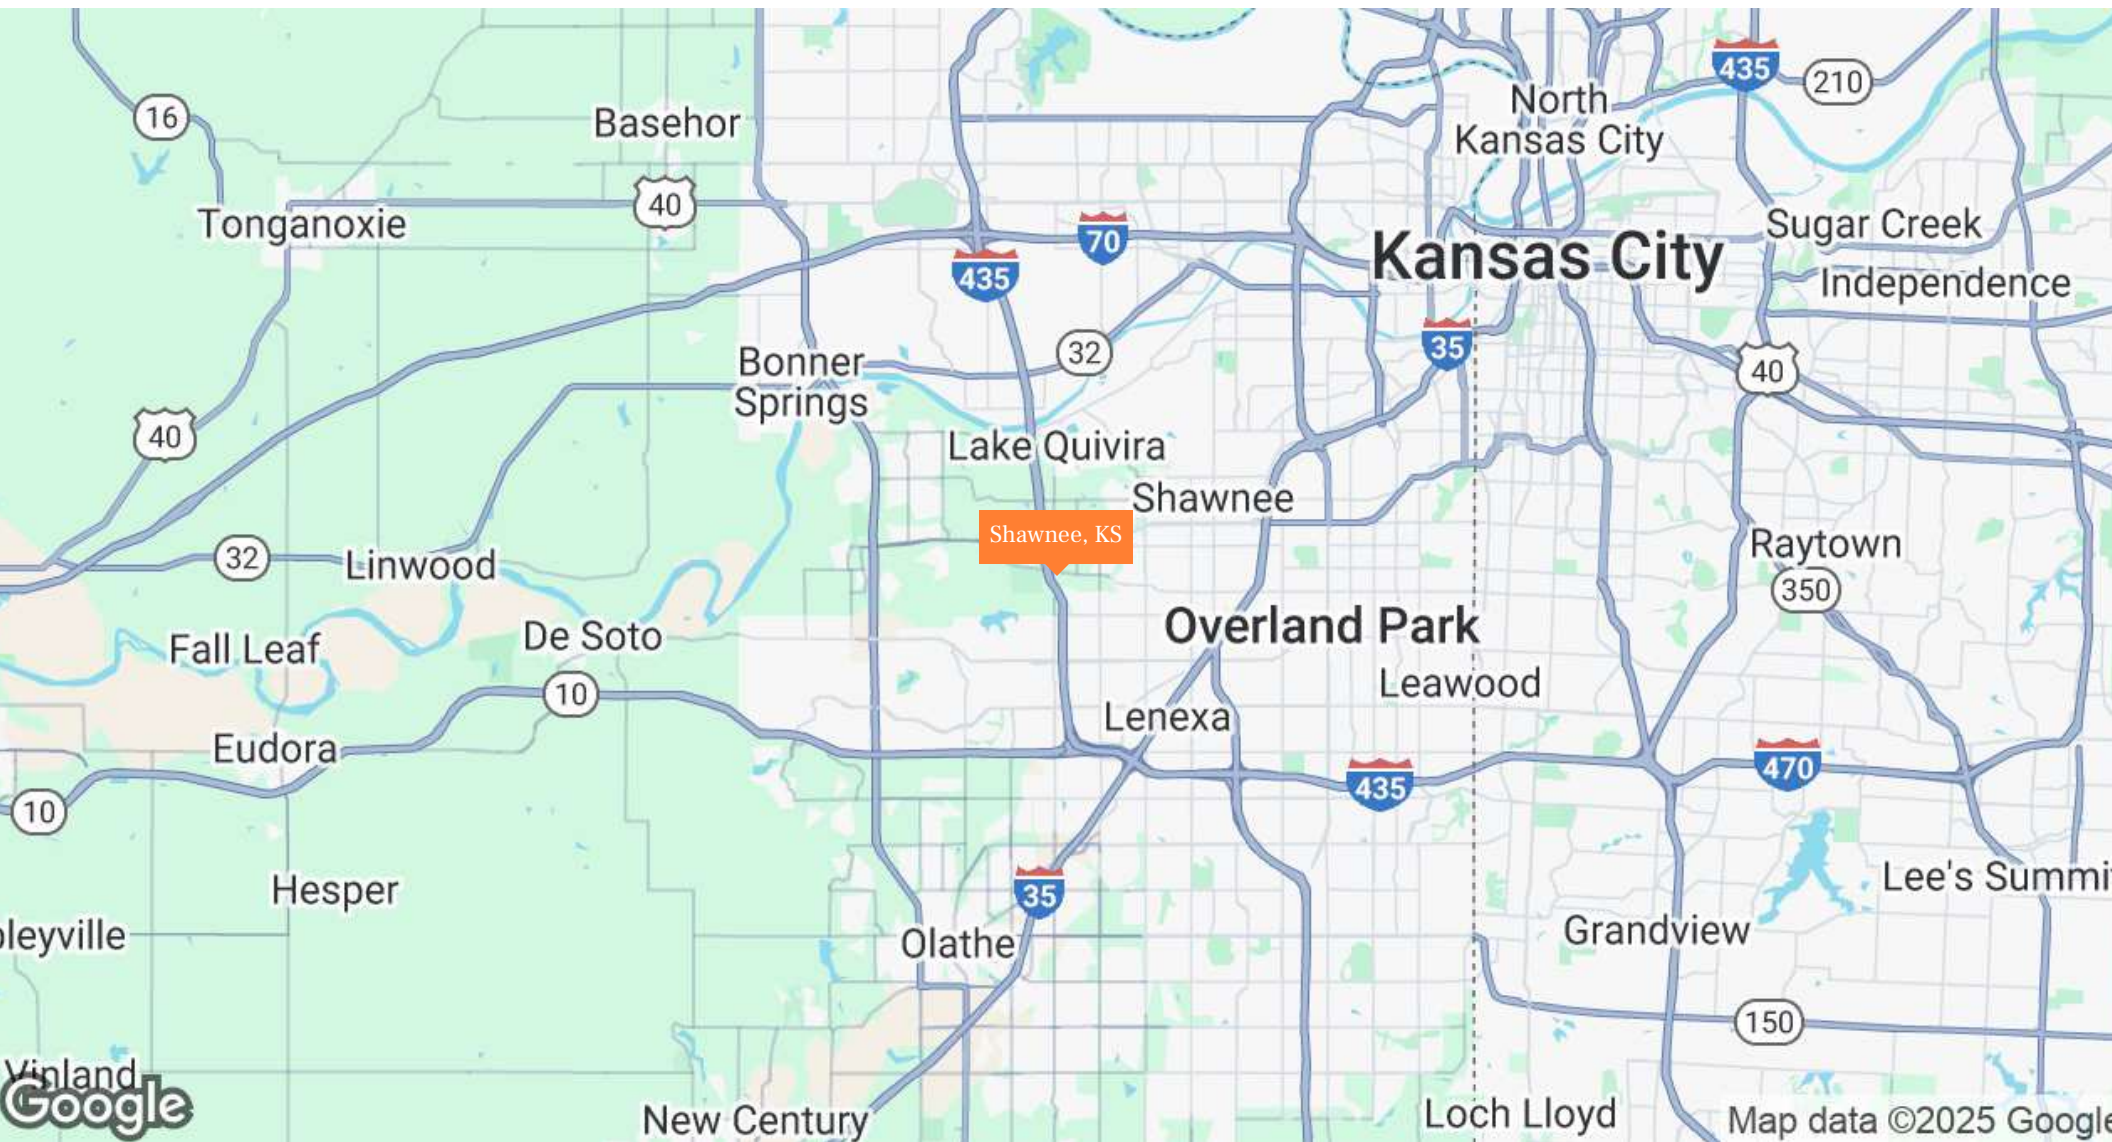 435
210
16
Basehor
North
Kansas City
40
Tonganoxie
Sugar Creek
70
Kansas City
435
Independence
35
32
Bonner
Springs
40
40
Lake Quivira
Shawnee
Shawnee, KS
Raytown
32
Linwood
350
Overland Park
De Soto
Fall Leaf
Leawood
10
Lenexa
Eudora
470
435
10
Lee's Summi
Hesper
35
Grandview
Olathe
oleyville
150
Vinland
Google
New Century
Loch Lloyd
Map data ©2025 Google